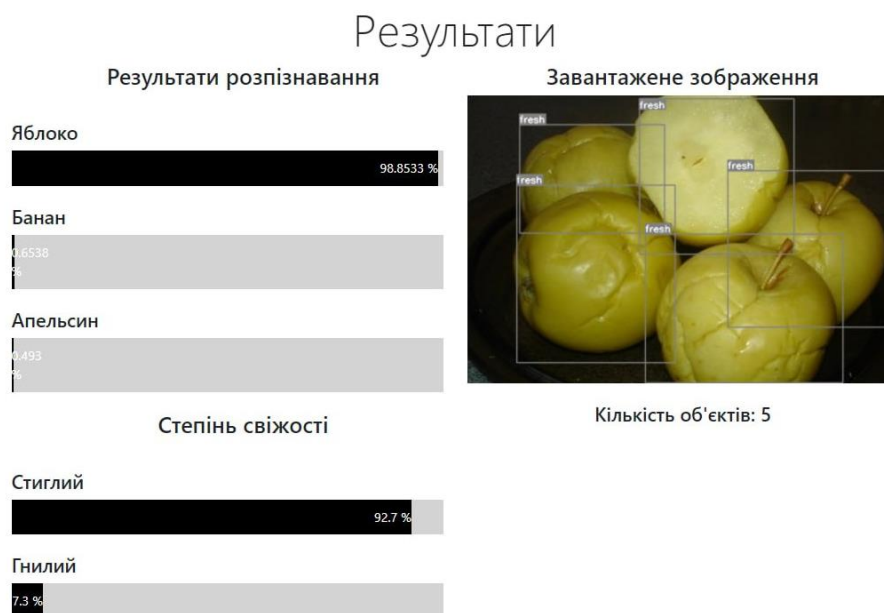 Результати
Результати розпізнавання
Яблоко
98.8533 %
Банан
0.6538
%
Апельсин
0.493
%
Степінь свіжості
Стиглий
92.7 %
Гнилий
7.3 %
Завантажене зображення
fresh
fresh
fresh
fresh
fresh
Кількість об'єктів: 5